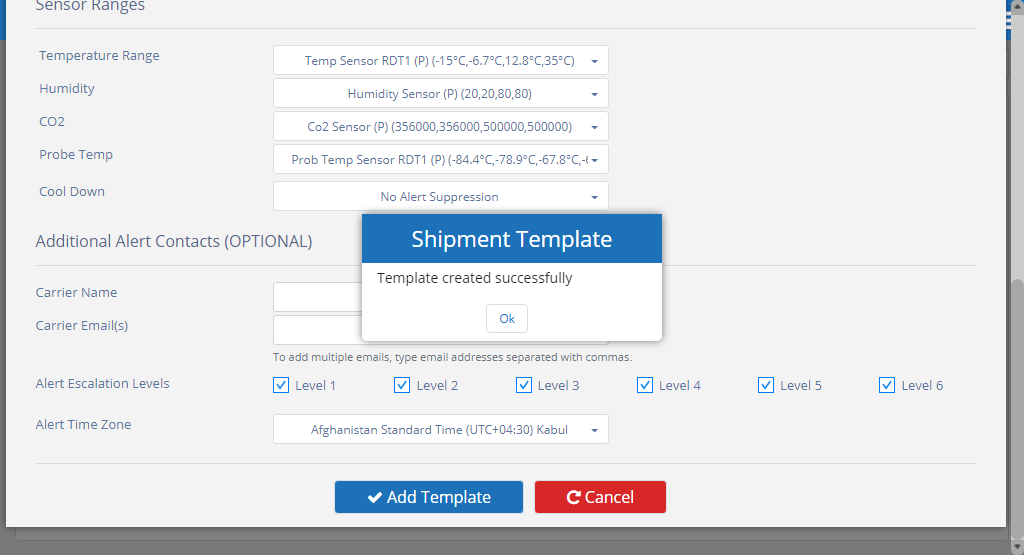 Sensor Ranges
Temperature Range
Temp Sensor RDT1 (P) (-15°C,-6.7°C,12.8°C,35°C)
Humidity
Humidity Sensor (P) (20,20,80,80)
CO2
Co2 Sensor (P) (356000,356000,500000,500000)
Probe Temp
Prob Temp Sensor RDT1 (P) (-84.4°C,-78.9°C,-67.8°C,-
Cool Down
No Alert Suppression
Shipment Template
Template created successfully
Ok
Additional Alert Contacts (OPTIONAL)
Carrier Name
Carrier Email(s)
To add multiple emails, type email addresses separated with commas.
Alert Escalation Levels
Level 1
Level 2
Level 3
Level 4
Level 5
Level 6
Alert Time Zone
Afghanistan Standard Time (UTC+04:30) Kabul
Add Template
Cancel